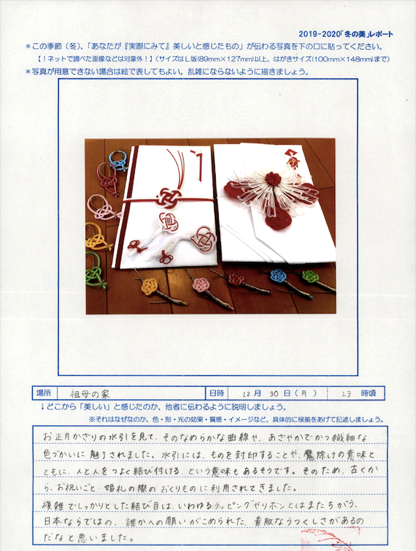 2019-2020「冬の美」レポート
*この季節(冬)、「あなたが『実際にみて』美しいと感じたもの」が伝わる写真を下の□に貼ってください。
【!ネットで調べた画像などは対象外!】(サイズはL版(89mm×127mm)以上、はがきサイズ(100mm×148mm)まで)
*写真が用意できない場合は絵で表してもよい。乱雑にならないように描きましょう。
場所 祖母の家 日時 12月30日(月) 13時頃
↓どこから「美しい」と感じたのか、他者に伝わるように説明しましょう。
※それはなぜなのか、色・形・光の効果・質感・イメージなど、具体的に根拠をあげて記述しましょう。
お正月かざりの水引を見て、そのなめらかな曲線や、あざやかでかつ繊細な
色づかいに魅了されました。水引には、ものを封印することや、魔除けの意味と
ともに、人と人をつよく結び付ける、という意味もあるそうです。そのため、古くか
ら、お祝いごと 婚礼の際のおくりものに利用されてきました。
複雑でしっかりとした結び目は、いわゆるラッピングやリボンとはまたちがう、
日本ならではの、誰かへの願いがこめられた、素敵なうつくしさがあるの
だなと思いました。